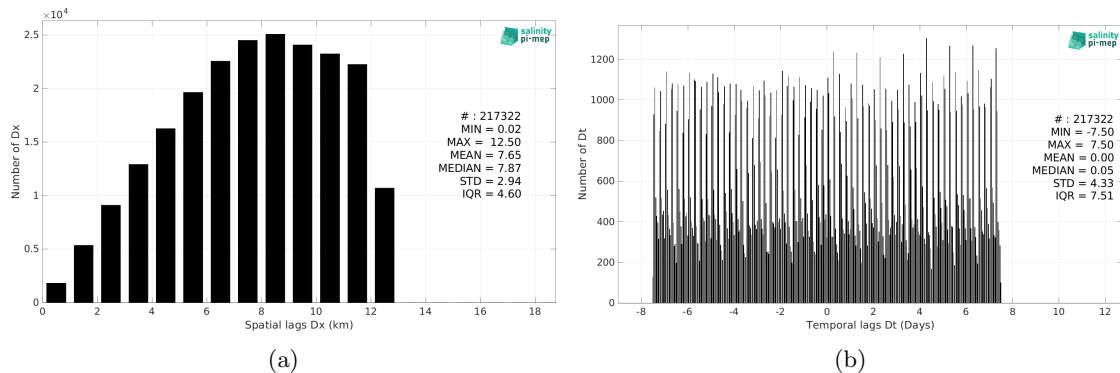 ×10⁴
2.5
2
1.5
1
0.5
0
Number of Dx
0 2 4 6 8 10 12 14 16 18
Spatial lags Dx (km)
salinity
pi-mep
# : 217322
MIN = 0.02
MAX = 12.50
MEAN = 7.65
MEDIAN = 7.87
STD = 2.94
IQR = 4.60
(a)
1200
1000
800
600
400
200
0
Number of Dt
-8 -6 -4 -2 0 2 4 6 8 10 12
Temporal lags Dt (Days)
salinity
pi-mep
# : 217322
MIN = -7.50
MAX = 7.50
MEAN = 0.00
MEDIAN = 0.05
STD = 4.33
IQR = 7.51
(b)